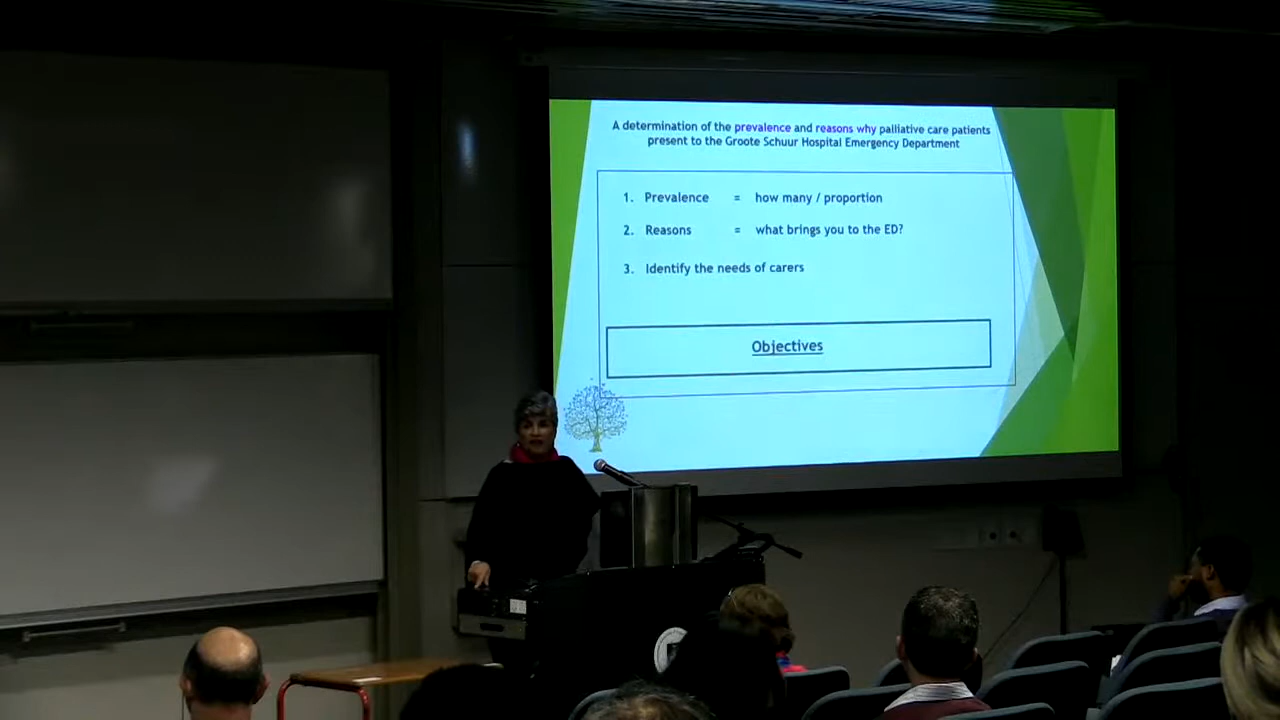 A determination of the prevalence and reasons why palliative care patients
present to the Groote Schuur Hospital Emergency Department
1. Prevalence = how many / proportion
2. Reasons = what brings you to the ED?
3. Identify the needs of carers
Objectives